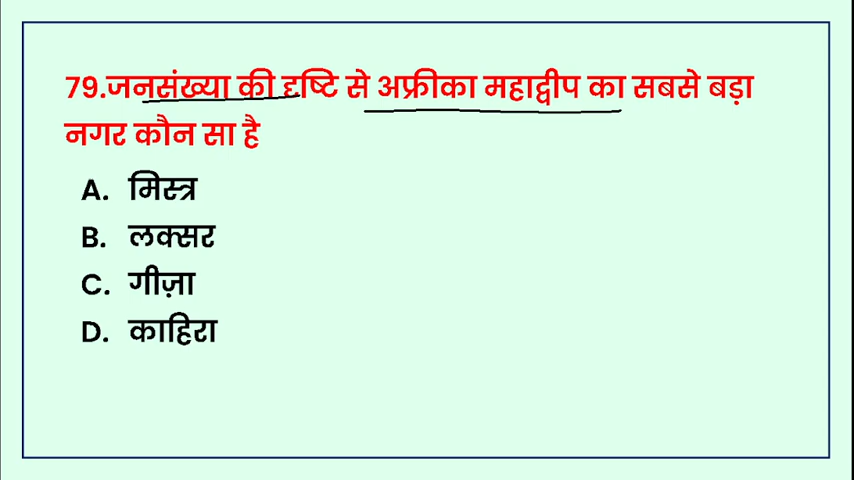 79.जनसंख्या की दृष्टि से अफ्रीका महाद्वीप का सबसे बड़ा
नगर कौन सा है
A. मिस्त्र
B. लक्सर
C. गीज़ा
D. काहिरा